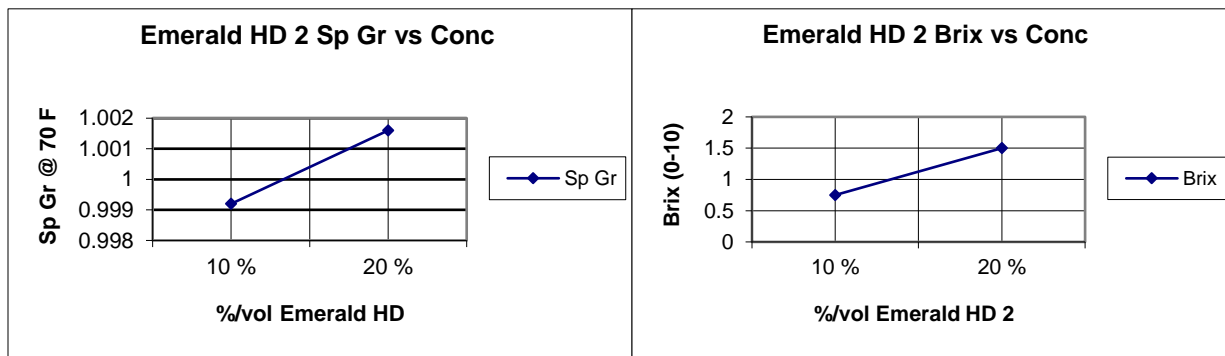 Emerald HD 2 Sp Gr vs Conc
Sp Gr @ 70 F
1.002
1.001
1
0.999
0.998
10 %
20 %
%/vol Emerald HD
Sp Gr
Emerald HD 2 Brix vs Conc
Brix (0-10)
2
1.5
1
0.5
0
10 %
20 %
%/vol Emerald HD 2
Brix